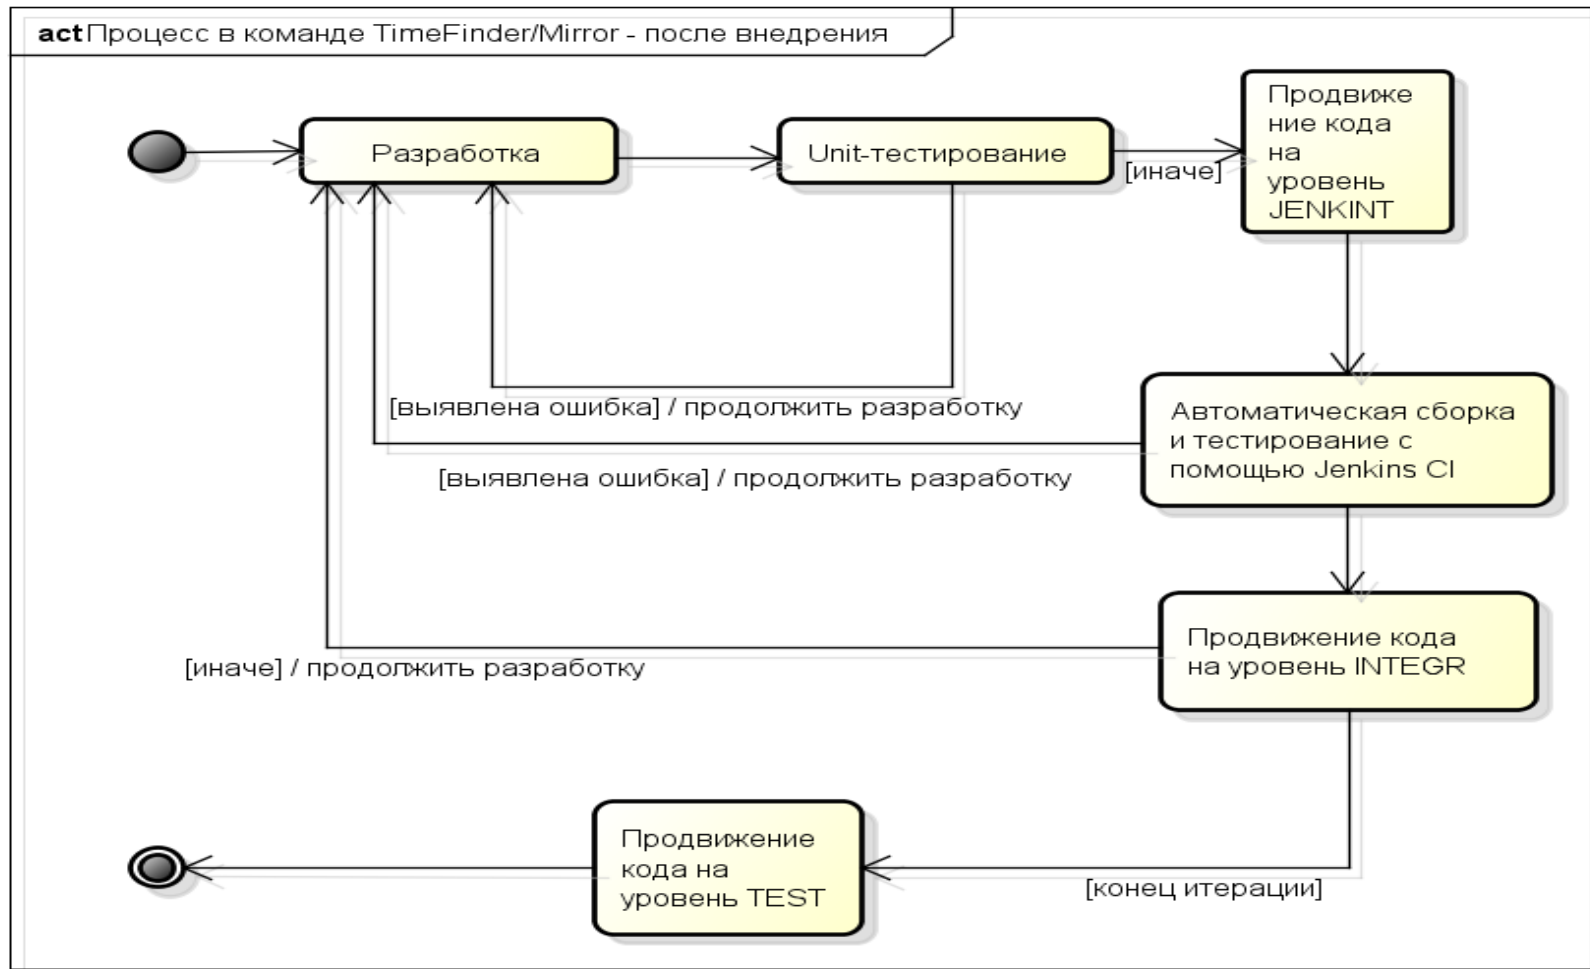 act Процесс в команде TimeFinder/Mirror - после внедрения
Разработка
Unit-тестирование
[иначе]
Продвиже
ние кода
на
уровень
JENKINT
[выявлена ошибка] / продолжить разработку
Автоматическая сборка
и тестирование с
помощью Jenkins CI
[выявлена ошибка] / продолжить разработку
Продвижение кода
на уровень INTEGR
[иначе] / продолжить разработку
Продвижение
кода на
уровень TEST
[конец итерации]